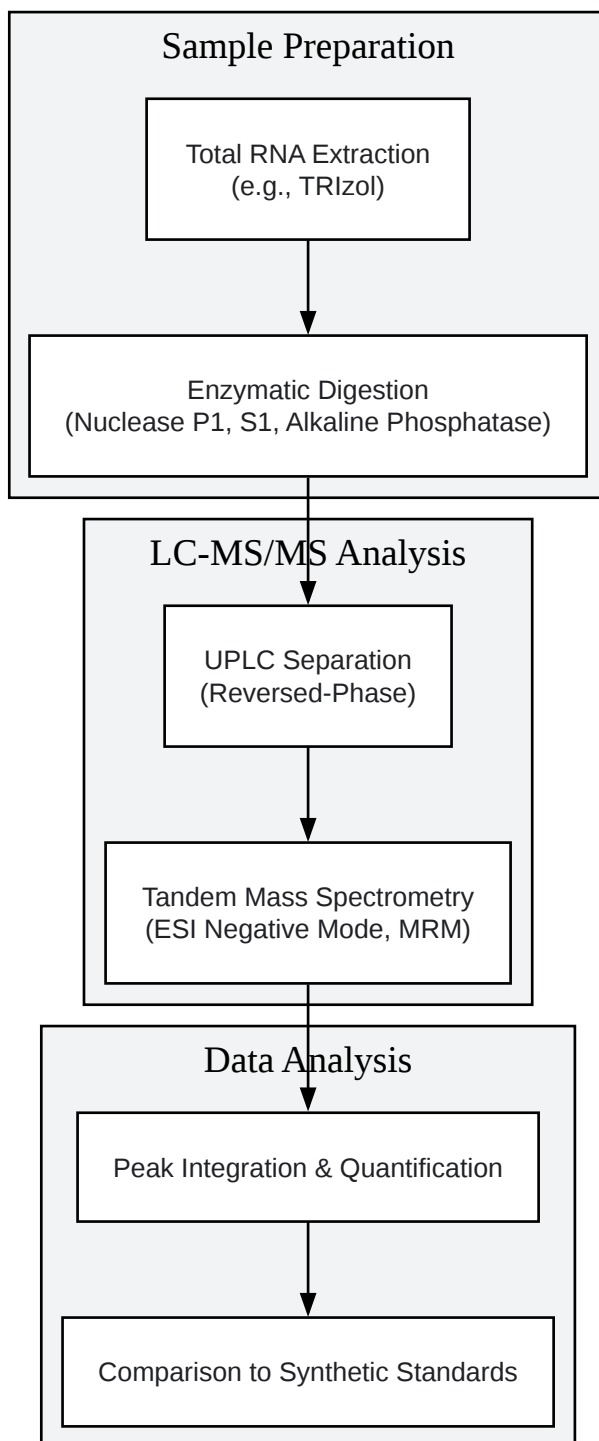 Sample Preparation
Total RNA Extraction
(e.g., TRIzol)
Enzymatic Digestion
(Nuclease P1, S1, Alkaline Phosphatase)
LC-MS/MS Analysis
UPLC Separation
(Reversed-Phase)
Tandem Mass Spectrometry
(ESI Negative Mode, MRM)
Data Analysis
Peak Integration & Quantification
Comparison to Synthetic Standards